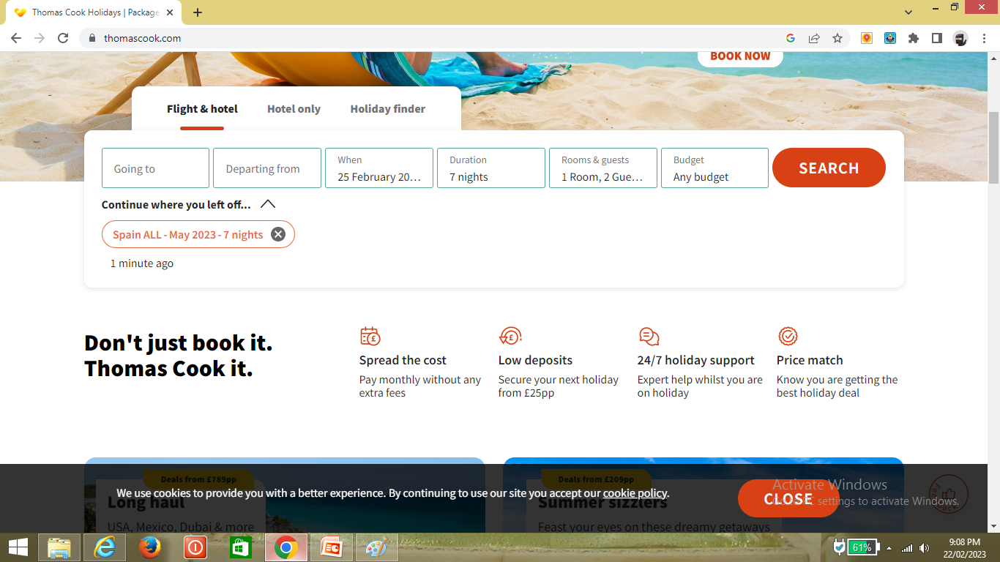 Thomas Cook Holidays | Package
thomascook.com
BOOK NOW
Flight & hotel
Hotel only
Holiday finder
Going to
Departing from
When
25 February 20...
Duration
7 nights
Rooms & guests
1 Room, 2 Gue...
Budget
Any budget
SEARCH
Continue where you left off...
Spain ALL - May 2023 - 7 nights
1 minute ago
Don't just book it.
Thomas Cook it.
Spread the cost
Pay monthly without any
extra fees
Low deposits
Secure your next holiday
from £25pp
24/7 holiday support
Expert help whilst you are
on holiday
Price match
Know you are getting the
best holiday deal
Deals from £789pp
Long haul
USA, Mexico, Dubai & more
Deals from £209pp
Summer sizzlers
Feast your eyes on these dreamy getaways
We use cookies to provide you with a better experience. By continuing to use our site you accept our cookie policy.
CLOSE
Activate Windows
settings to activate Windows.
61%
9:08 PM
22/02/2023